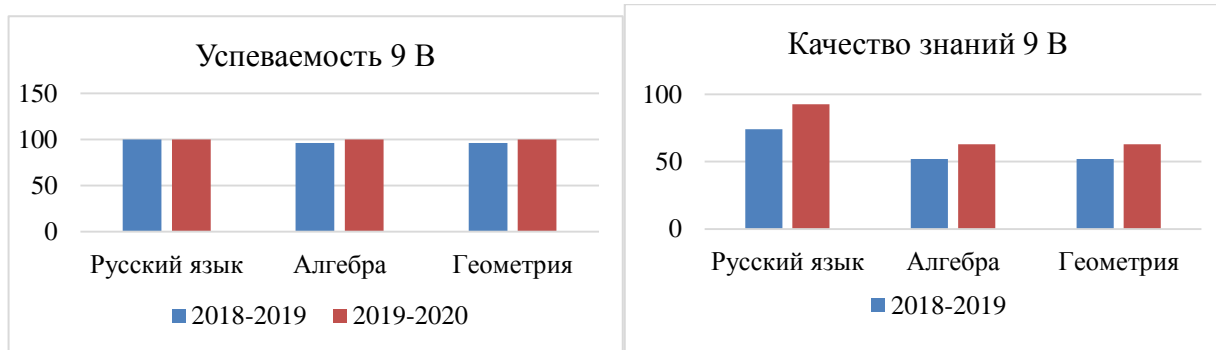 Успеваемость 9 В
150
100
50
0
Русский язык Алгебра Геометрия
2018-2019 2019-2020
Качество знаний 9 В
100
50
0
Русский язык Алгебра Геометрия
2018-2019